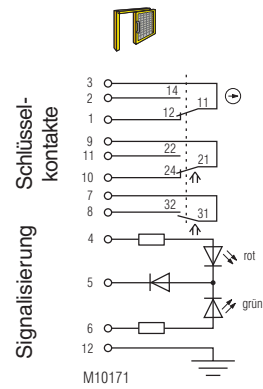 Schlüssel-
kontakte
3
2 14
1 12 11
9
11 22
10 24 21
7
8 32 31
Signalisierung
4
rot
5
grün
6
12
M10171